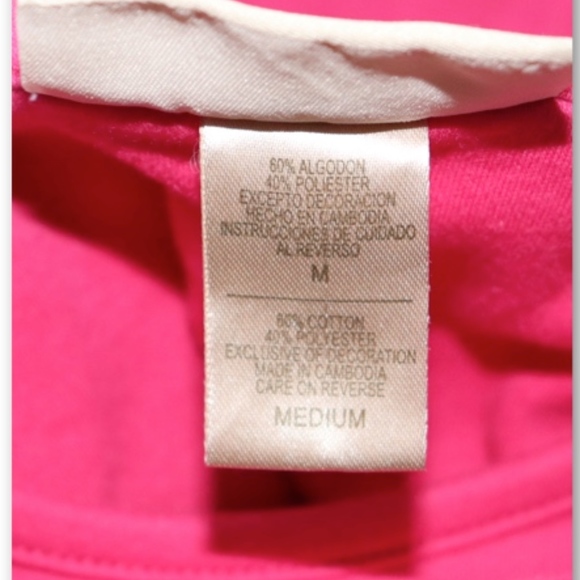 60% ALGODON
40% POLIESTER
EXCEPTO DECORACION
HECHO EN CAMBODIA
INSTRUCCIONES DE CUIDADO
AL REVERSO
M
60% COTTON
40% POLYESTER
EXCLUSIVE OF DECORATION
MADE IN CAMBODIA
CARE ON REVERSE
MEDIUM